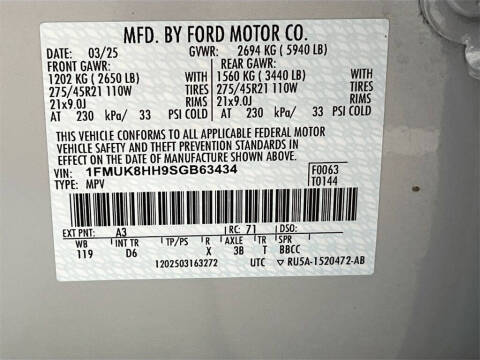 MFD. BY FORD MOTOR CO.
DATE: 03/25 GVWR: 2694 KG ( 5940 LB)
FRONT GAWR: REAR GAWR:
1202 KG ( 2650 LB) WITH 1560 KG ( 3440 LB) WITH
275/45R21 110W TIRES 275/45R21 110W TIRES
21x9.0J RIMS 21x9.0J RIMS
AT 230 kPa/ 33 PSI COLD AT 230 kPa/ 33 PSI COLD
THIS VEHICLE CONFORMS TO ALL APPLICABLE FEDERAL MOTOR
VEHICLE SAFETY AND THEFT PREVENTION STANDARDS IN EFFECT
ON THE DATE OF MANUFACTURE SHOWN ABOVE.
VIN: 1FMUK8HH9SGB63434 F0063
TYPE: MPV T0144
EXT PNT: A3 RC: 71 DSO:
WB INT TR TP/PS R AXLE TR SPR
119 D6 X 3B T BBCC
1202503163272 UTC ▽ RU5A-1520472-AB